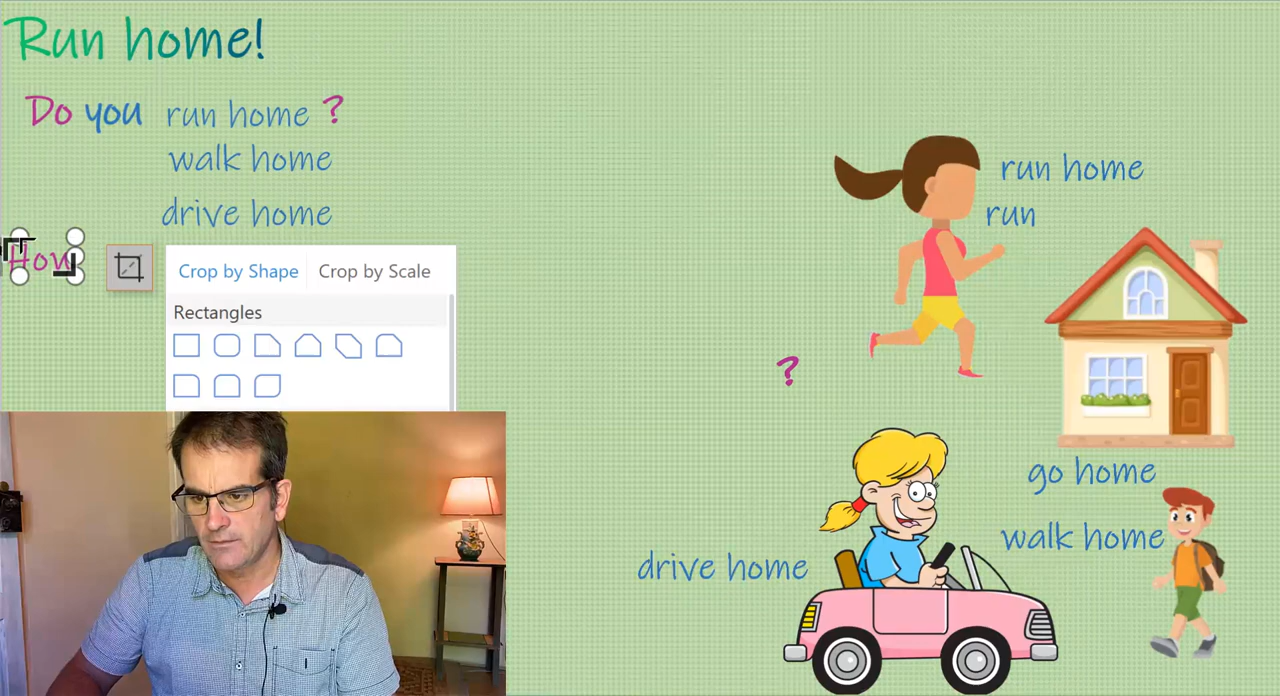 Run home!
Do you run home ?
walk home
drive home
How
Crop by Shape Crop by Scale
Rectangles
run home
run
?
go home
walk home
drive home